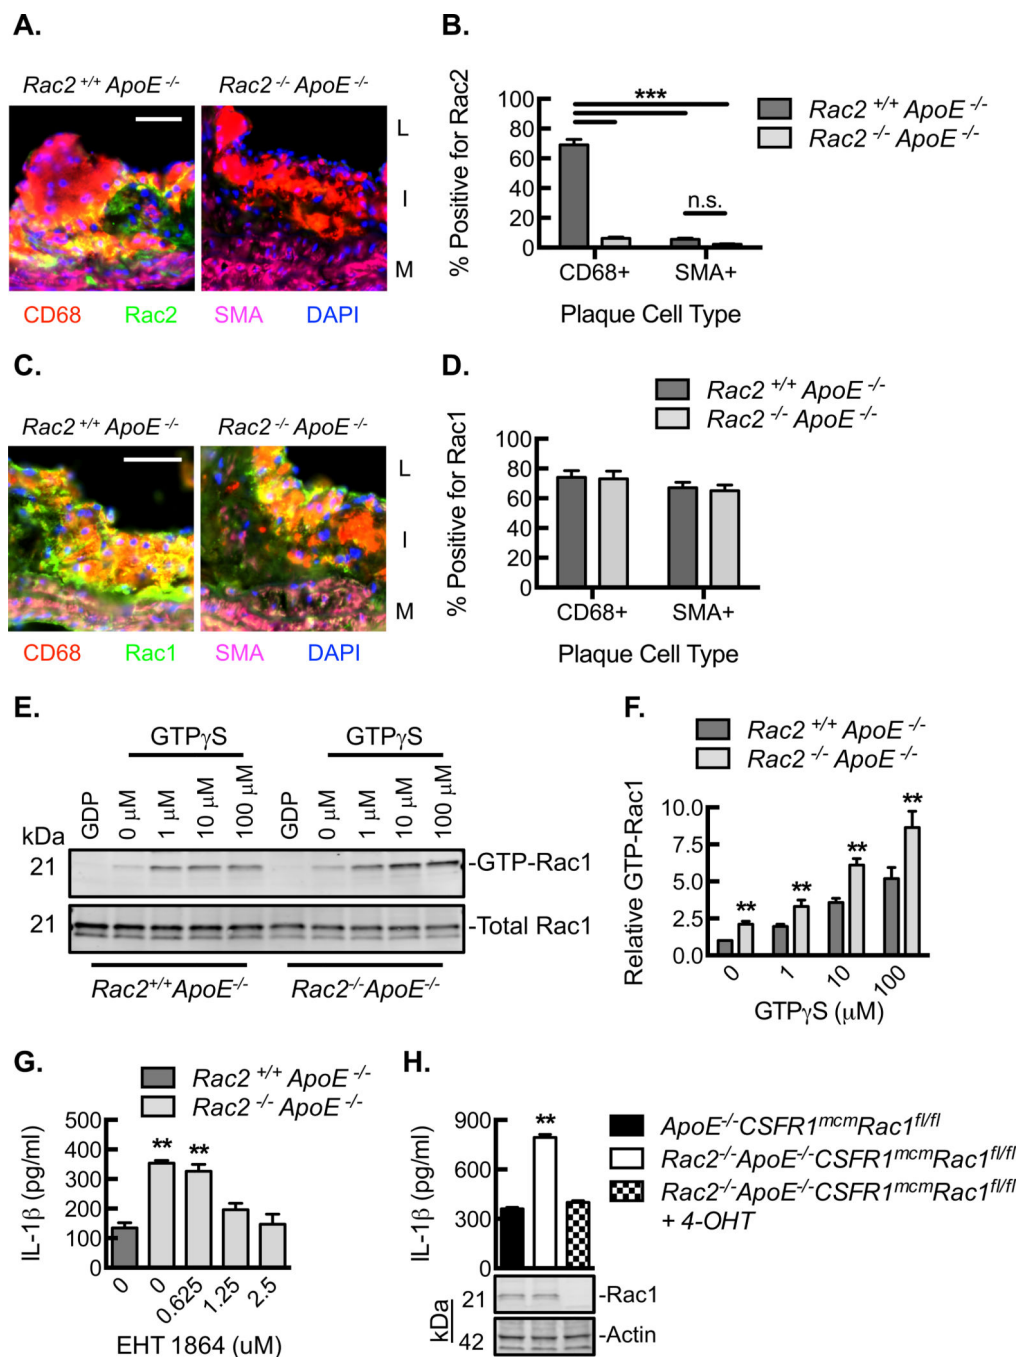 A.
Rac2 +/+ ApoE -/- Rac2 -/- ApoE -/-
L
I
M
CD68 Rac2 SMA DAPI
B.
% Positive for Rac2
100
80
60
40
20
0
***
n.s.
Rac2 +/+ ApoE -/-
Rac2 -/- ApoE -/-
CD68+ SMA+
Plaque Cell Type
C.
Rac2 +/+ ApoE -/- Rac2 -/- ApoE -/-
L
I
M
CD68 Rac1 SMA DAPI
D.
Rac2 +/+ ApoE -/-
Rac2 -/- ApoE -/-
% Positive for Rac1
100
80
60
40
20
0
CD68+ SMA+
Plaque Cell Type
E.
GTPγS GTPγS
kDa GDP 0 μM 1 μM 10 μM 100 μM GDP 0 μM 1 μM 10 μM 100 μM
21 -GTP-Rac1
21 -Total Rac1
Rac2+/+ApoE-/- Rac2-/-ApoE-/-
F.
Rac2 +/+ ApoE -/-
Rac2 -/- ApoE -/-
Relative GTP-Rac1
10.0
7.5
5.0
2.5
0.0
** ** ** **
0 1 10 100
GTPγS (μM)
G.
Rac2 +/+ ApoE -/-
Rac2 -/- ApoE -/-
IL-1β (pg/ml)
500
400
300
200
100
0
** **
0 0 0.625 1.25 2.5
EHT 1864 (uM)
H.
IL-1β (pg/ml)
900
600
300
0
**
ApoE-/-CSFR1mcmRac1fl/fl
Rac2-/-ApoE-/-CSFR1mcmRac1fl/fl
Rac2-/-ApoE-/-CSFR1mcmRac1fl/fl
+ 4-OHT
kDa
21 -Rac1
42 -Actin